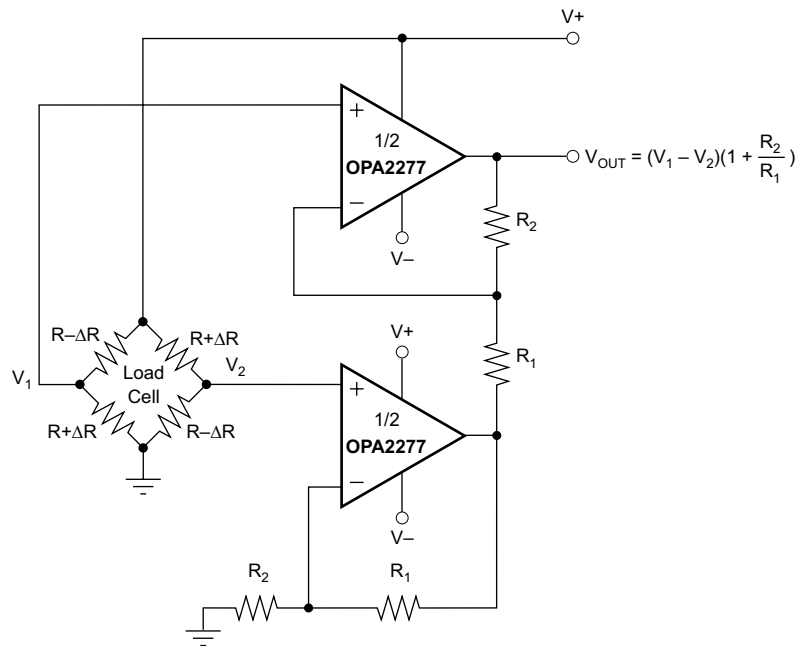 V+
+
1/2
OPA2277
−
V–
V_OUT = (V_1 – V_2)(1 + R_2/R_1 )
R_2
R_1
R–ΔR
R+ΔR
V_1
V_2
Load
Cell
R+ΔR
R–ΔR
V+
+
1/2
OPA2277
−
V–
R_2
R_1